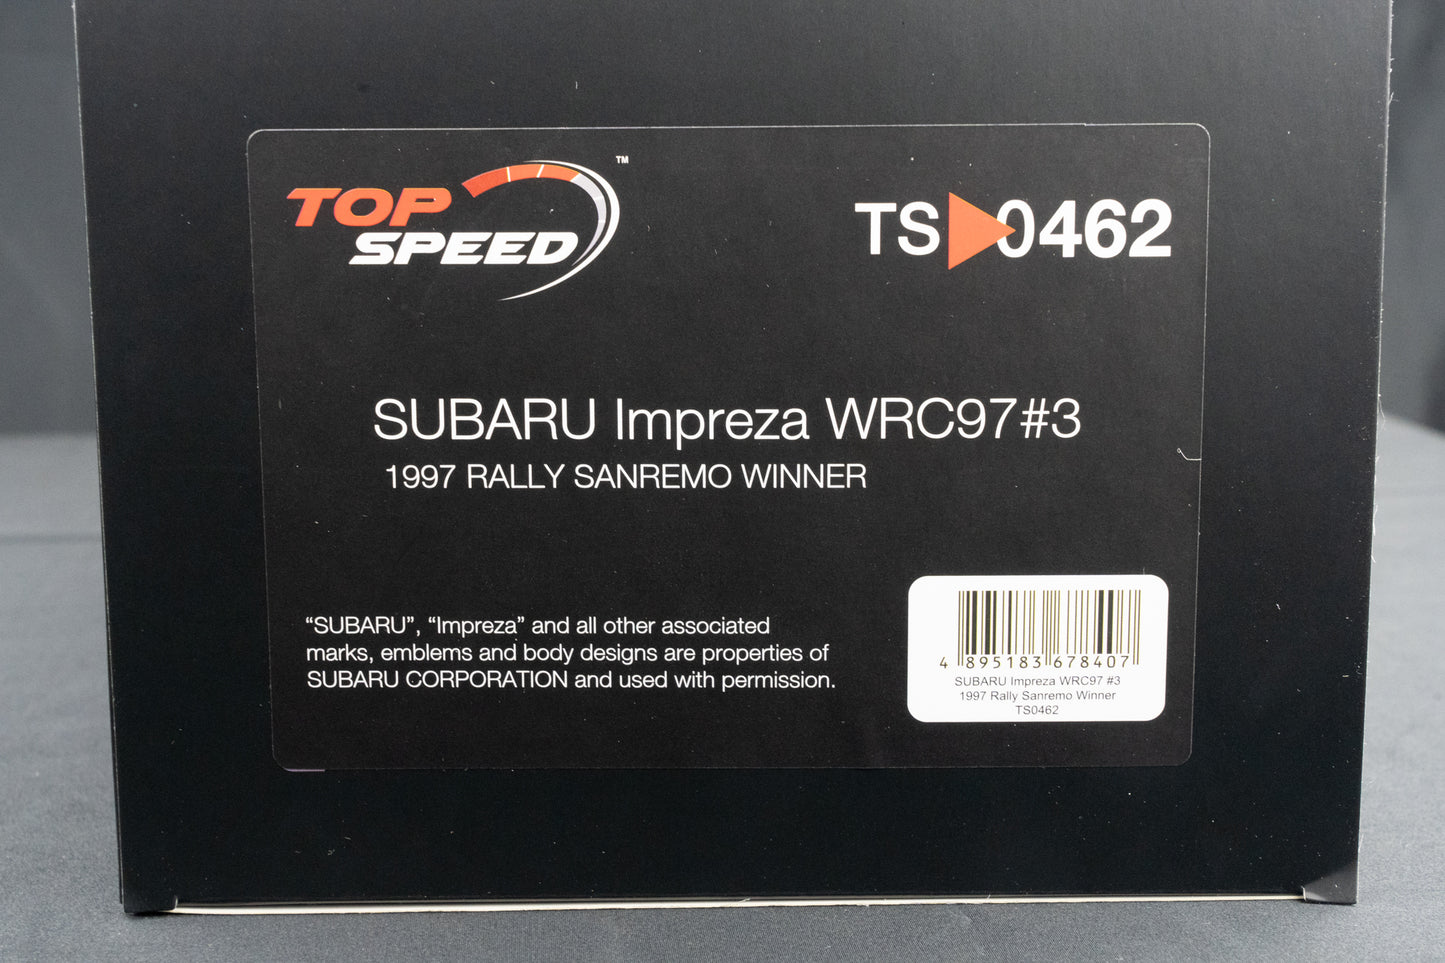 TOP
SPEED
™
TS 0462
SUBARU Impreza WRC97#3
1997 RALLY SANREMO WINNER
“SUBARU”, “Impreza” and all other associated
marks, emblems and body designs are properties of
SUBARU CORPORATION and used with permission.
4 895183 678407
SUBARU Impreza WRC97 #3
1997 Rally Sanremo Winner
TS0462